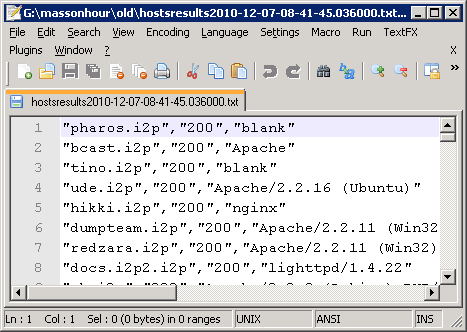 G:\massonhour\old\hostsresults2010-12-07-08-41-45.036000.txt...
File Edit Search View Encoding Language Settings Macro Run TextFX
Plugins Window ? X
hostsresults2010-12-07-08-41-45.036000.txt
1 "pharos.i2p","200","blank"
2 "bcast.i2p","200","Apache"
3 "tino.i2p","200","blank"
4 "ude.i2p","200","Apache/2.2.16 (Ubuntu)"
5 "hikki.i2p","200","nginx"
6 "dumpteam.i2p","200","Apache/2.2.11 (Win32
7 "redzara.i2p","200","Apache/2.2.11 (Win32)
8 "docs.i2p2.i2p","200","lighttpd/1.4.22"
Ln : 1 Col : 1 Sel : 0 (0 bytes) in 0 ranges UNIX ANSI INS